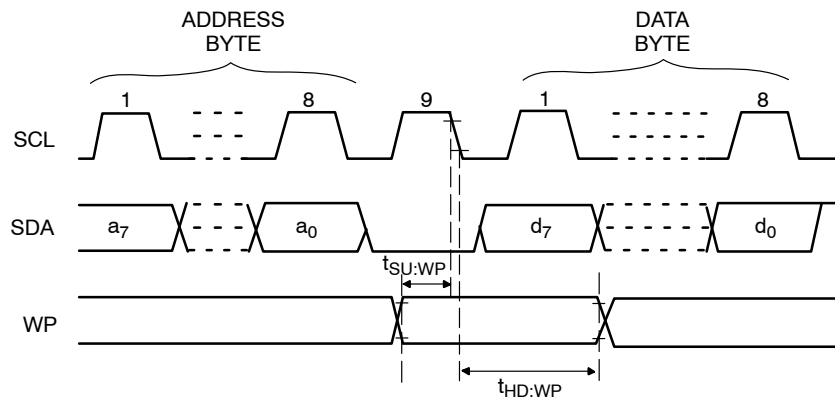 ADDRESS
BYTE
DATA
BYTE
1
8
9
1
8
SCL
SDA
a7
a0
d7
d0
tSU:WP
WP
tHD:WP